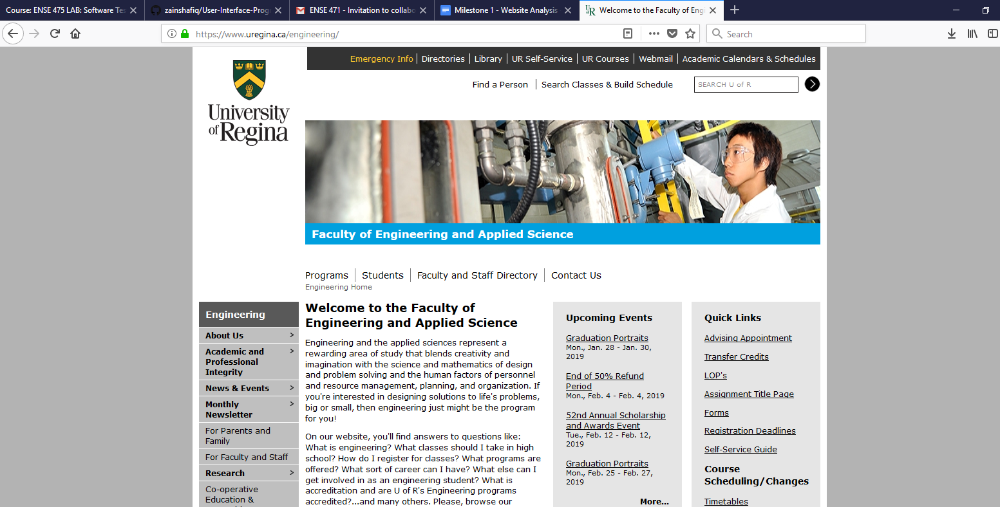 Course: ENSE 475 LAB: Software Tes
zainshafiq/User-Interface-Prog
ENSE 471 - Invitation to collabo
Milestone 1 - Website Analysis
Welcome to the Faculty of Engi
https://www.uregina.ca/engineering/
Search
University
of Regina
Emergency Info
Directories
Library
UR Self-Service
UR Courses
Webmail
Academic Calendars & Schedules
Find a Person
Search Classes & Build Schedule
SEARCH U of R
Faculty of Engineering and Applied Science
Programs
Students
Faculty and Staff Directory
Contact Us
Engineering Home
Engineering
About Us >
Academic and >
Professional
Integrity
News & Events >
Monthly >
Newsletter
For Parents and
Family
For Faculty and Staff
Research >
Co-operative
Education &
Welcome to the Faculty of
Engineering and Applied Science
Engineering and the applied sciences represent a
rewarding area of study that blends creativity and
imagination with the science and mathematics of design
and problem solving and the human factors of personnel
and resource management, planning, and organization. If
you're interested in designing solutions to life's problems,
big or small, then engineering just might be the program
for you!
On our website, you'll find answers to questions like:
What is engineering? What classes should I take in high
school? How do I register for classes? What programs are
offered? What sort of career can I have? What else can I
get involved in as an engineering student? What is
accreditation and are U of R's Engineering programs
accredited?...and many others. Please, browse our
Upcoming Events
Graduation Portraits
Mon., Jan. 28 - Jan. 30,
2019
End of 50% Refund
Period
Mon., Feb. 4 - Feb. 4, 2019
52nd Annual Scholarship
and Awards Event
Tue., Feb. 12 - Feb. 12,
2019
Graduation Portraits
Mon., Feb. 25 - Feb. 27,
2019
More...
Quick Links
Advising Appointment
Transfer Credits
LOP's
Assignment Title Page
Forms
Registration Deadlines
Self-Service Guide
Course
Scheduling/Changes
Timetables